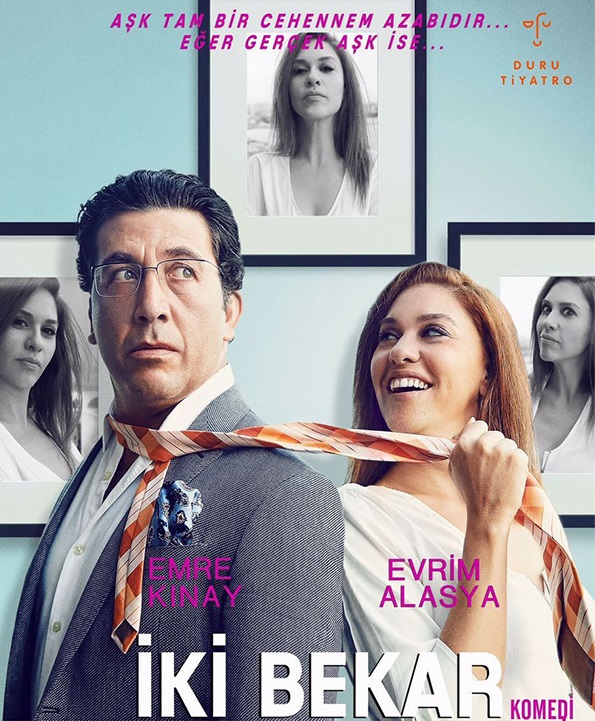 AŞK TAM BİR CEHENNEM AZABIDIR...
EĞER GERÇEK AŞK İSE...
DURU
TİYATRO
EMRE
KINAY
EVRİM
ALASYA
İKİ BEKAR
KOMEDİ